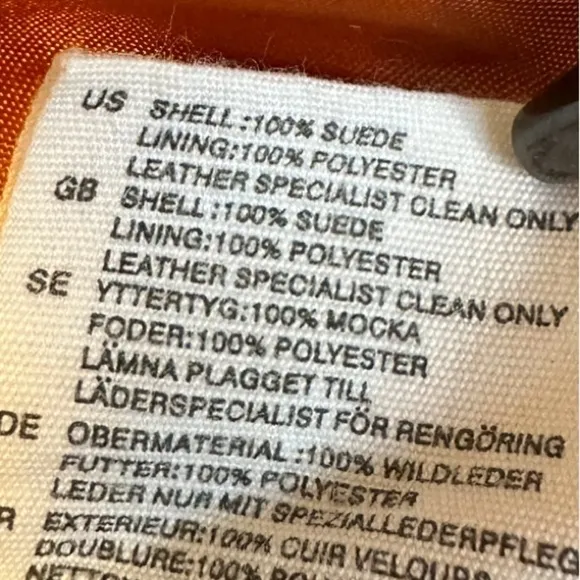 US SHELL:100% SUEDE
LINING:100% POLYESTER
LEATHER SPECIALIST CLEAN ONLY
GB SHELL:100% SUEDE
LINING:100% POLYESTER
LEATHER SPECIALIST CLEAN ONLY
SE YTTERTYG:100% MOCKA
FODER:100% POLYESTER
LÄMNA PLAGGET TILL
LÄDERSPECIALIST FÖR RENGÖRING
DE OBERMATERIAL:100% WILDLEDER
FUTTER:100% POLYESTER
LEDER NUR MIT SPEZIALLEDERPFLEG
R EXTERIEUR:100% CUIR VELOURS
DOUBLURE:100% PO
NETTOY